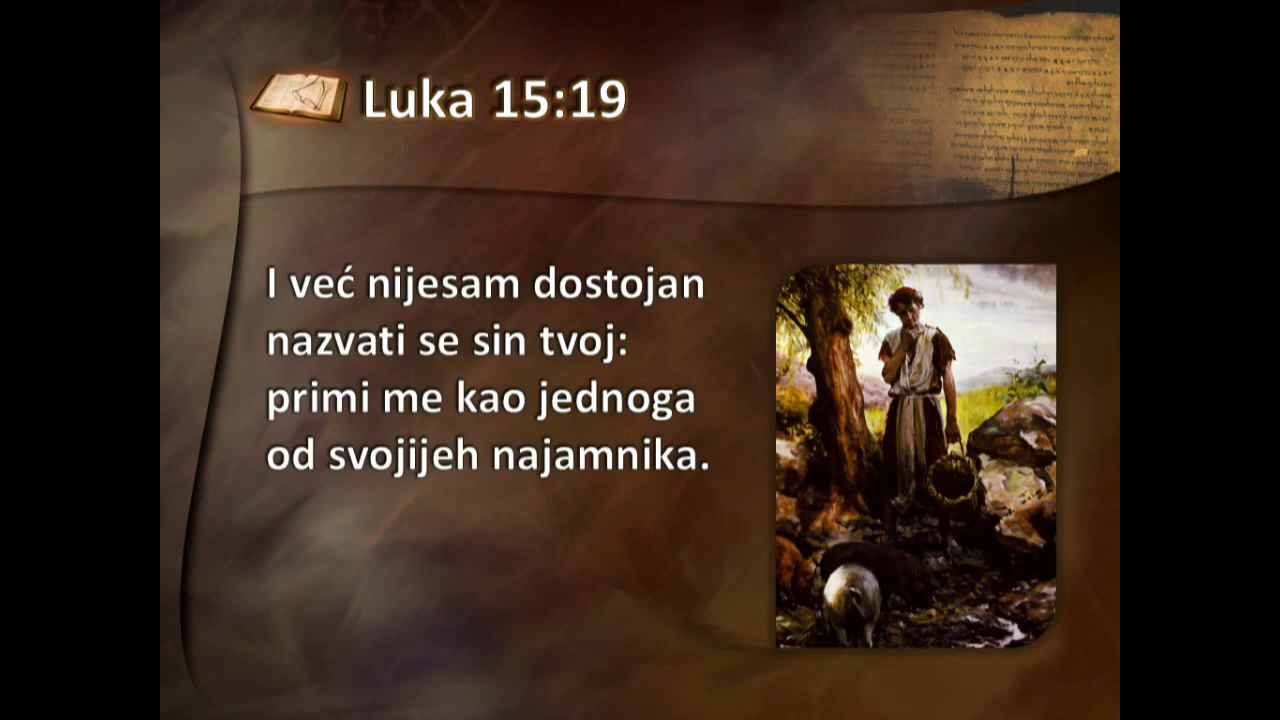 Luka 15:19
I već nijesam dostojan
nazvati se sin tvoj:
primi me kao jednoga
od svojijeh najamnika.